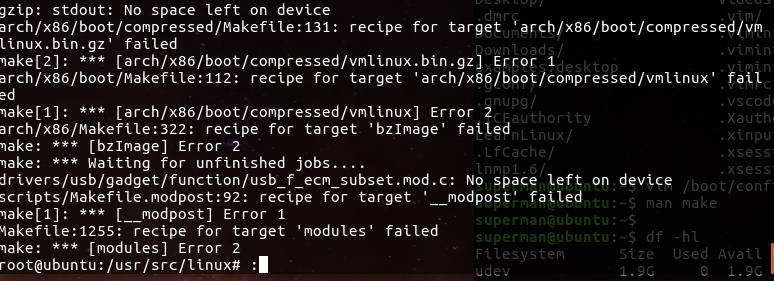 gzip: stdout: No space left on device
arch/x86/boot/compressed/Makefile:131: recipe for target 'arch/x86/boot/compressed/vm
linux.bin.gz' failed
make[2]: *** [arch/x86/boot/compressed/vmlinux.bin.gz] Error 1
arch/x86/boot/Makefile:112: recipe for target 'arch/x86/boot/compressed/vmlinux' fail
ed
make[1]: *** [arch/x86/boot/compressed/vmlinux] Error 2
arch/x86/Makefile:322: recipe for target 'bzImage' failed
make: *** [bzImage] Error 2
make: *** Waiting for unfinished jobs....
drivers/usb/gadget/function/usb_f_ecm_subset.mod.c: No space left on device
scripts/Makefile.modpost:92: recipe for target '__modpost' failed
make[1]: *** [__modpost] Error 1
Makefile:1255: recipe for target 'modules' failed
make: *** [modules] Error 2
root@ubuntu:/usr/src/linux# :
Desktop/
.dmrc .vim/
Documents/ .vimin
Downloads/ .vimin
.gconf/ .vmwar
.gnupg/ .vscod
.ICEauthority .Xauth
LearnLinux/ .xinpu
.LfCache/ .xsess
lnmp1.6/ .xsess
superman@ubuntu:~$ vim /boot/conf
superman@ubuntu:~$ man make
superman@ubuntu:~$
superman@ubuntu:~$ df -hl
Filesystem Size Used Avail
udev 1.9G 0 1.9G